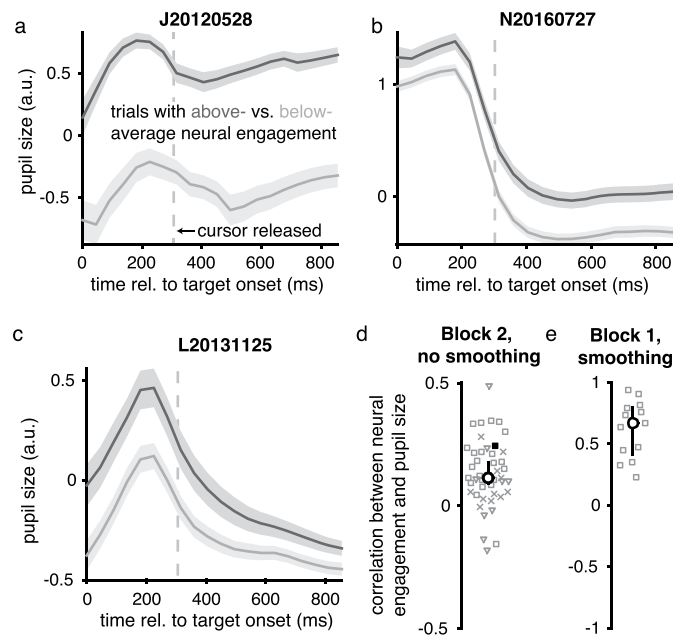 a
J20120528
pupil size (a.u.)
0.5
0
-0.5
trials with above- vs. below-
average neural engagement
cursor released
0 200 400 600 800
time rel. to target onset (ms)
b
N20160727
1
0
0 200 400 600 800
time rel. to target onset (ms)
c
L20131125
pupil size (a.u.)
0.5
0
-0.5
0 200 400 600 800
time rel. to target onset (ms)
d
Block 2,
no smoothing
correlation between neural
engagement and pupil size
0.5
0
-0.5
e
Block 1,
smoothing
1
0.5
0
-0.5
-1